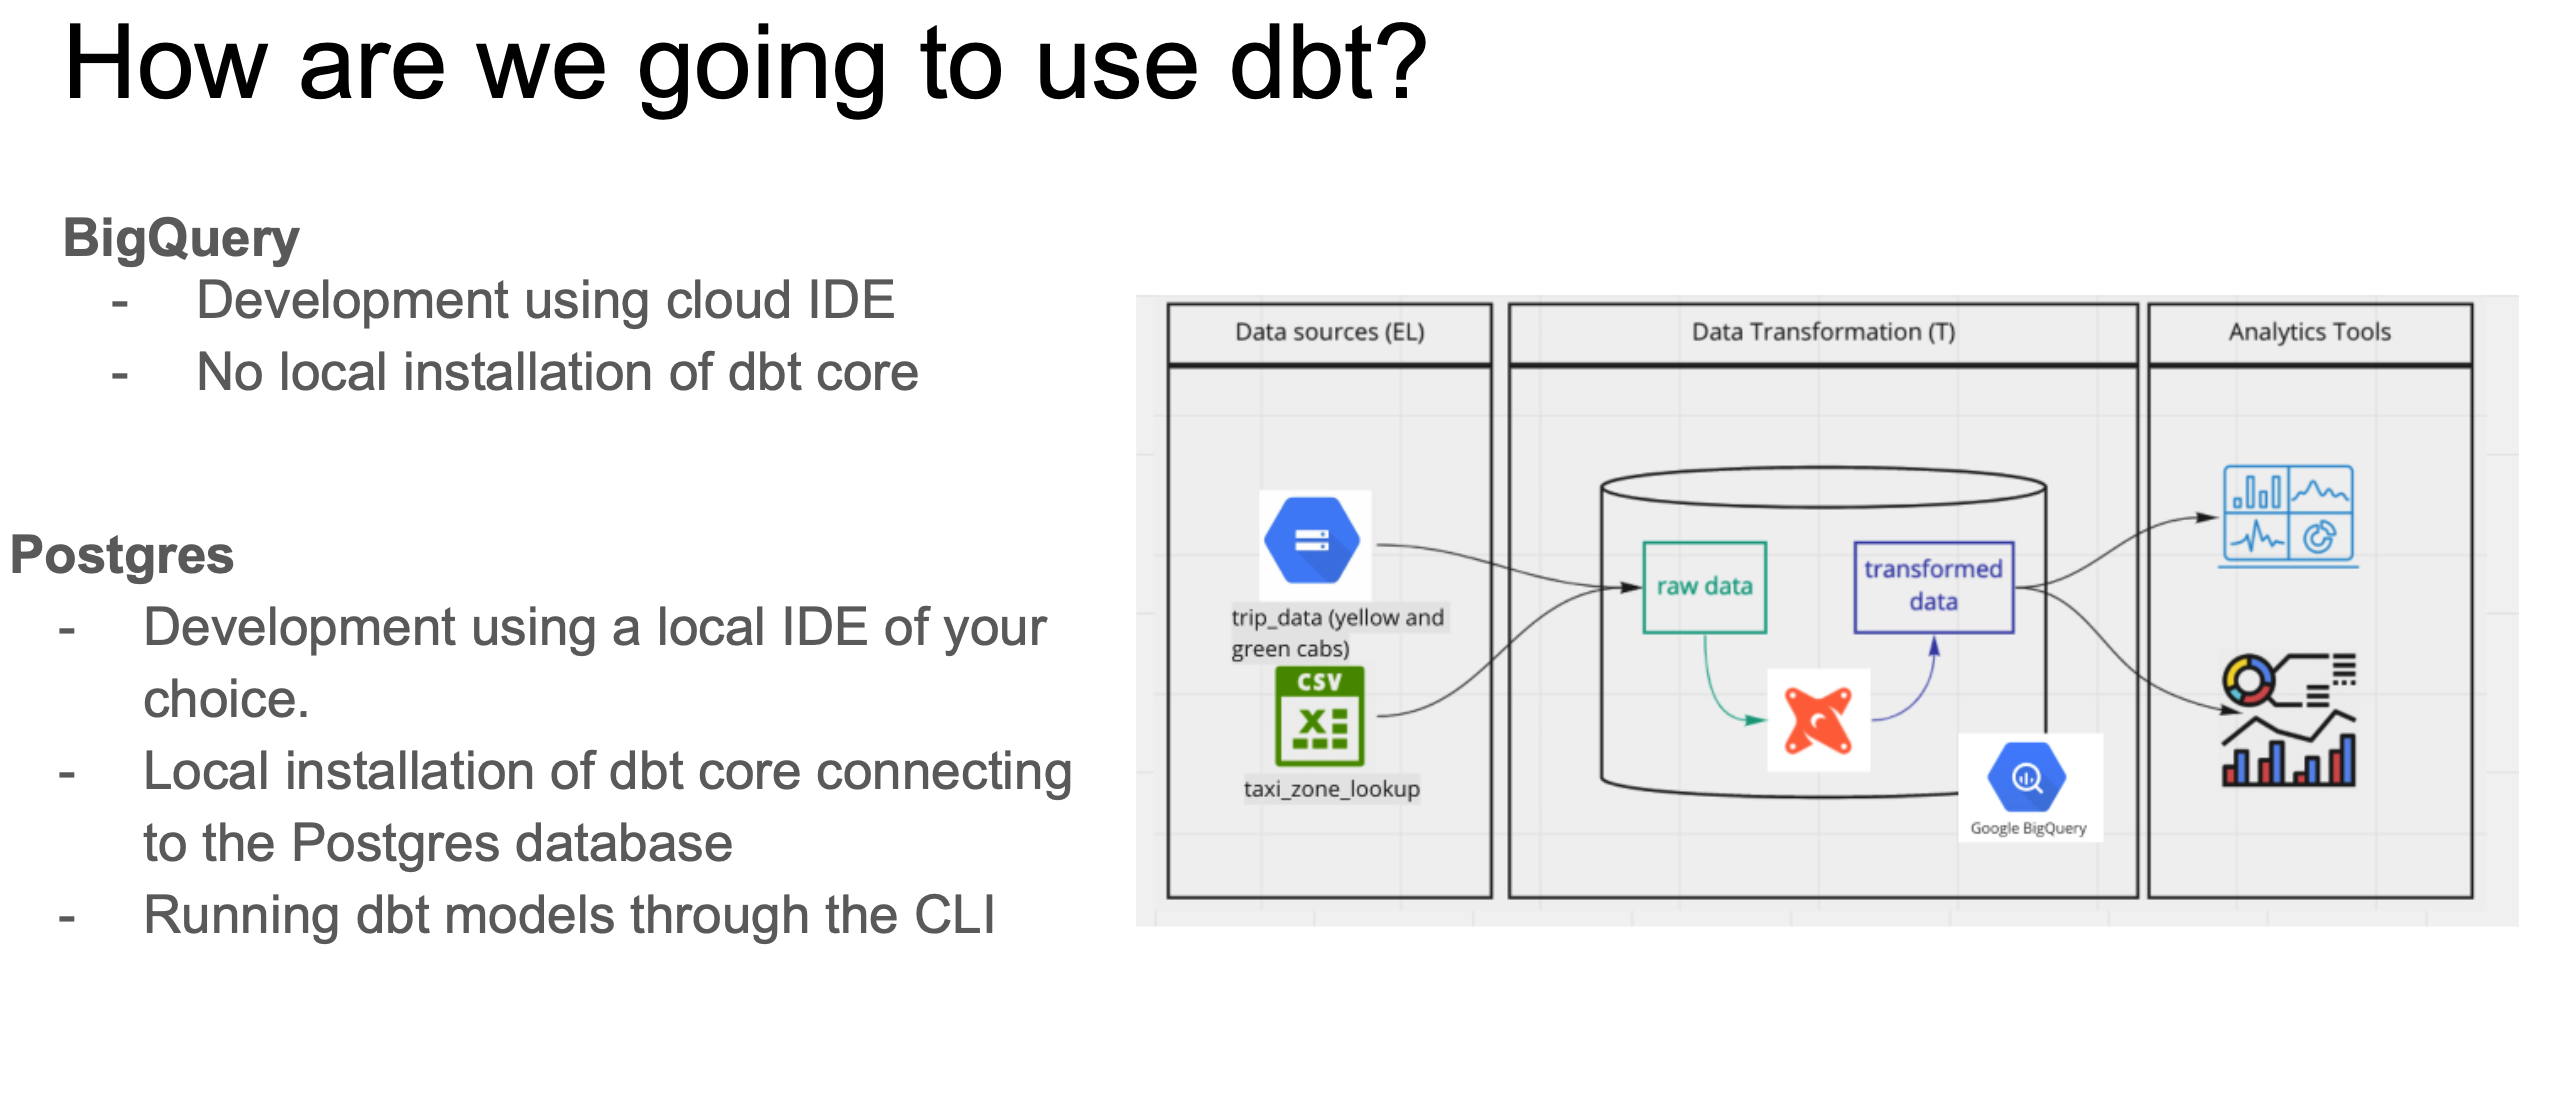 How are we going to use dbt?
BigQuery
- Development using cloud IDE
- No local installation of dbt core
Postgres
- Development using a local IDE of your
choice.
- Local installation of dbt core connecting
to the Postgres database
- Running dbt models through the CLI
Data sources (EL)
trip_data (yellow and
green cabs)
CSV
X
taxi_zone_lookup
Data Transformation (T)
raw data
transformed
data
Google BigQuery
Analytics Tools